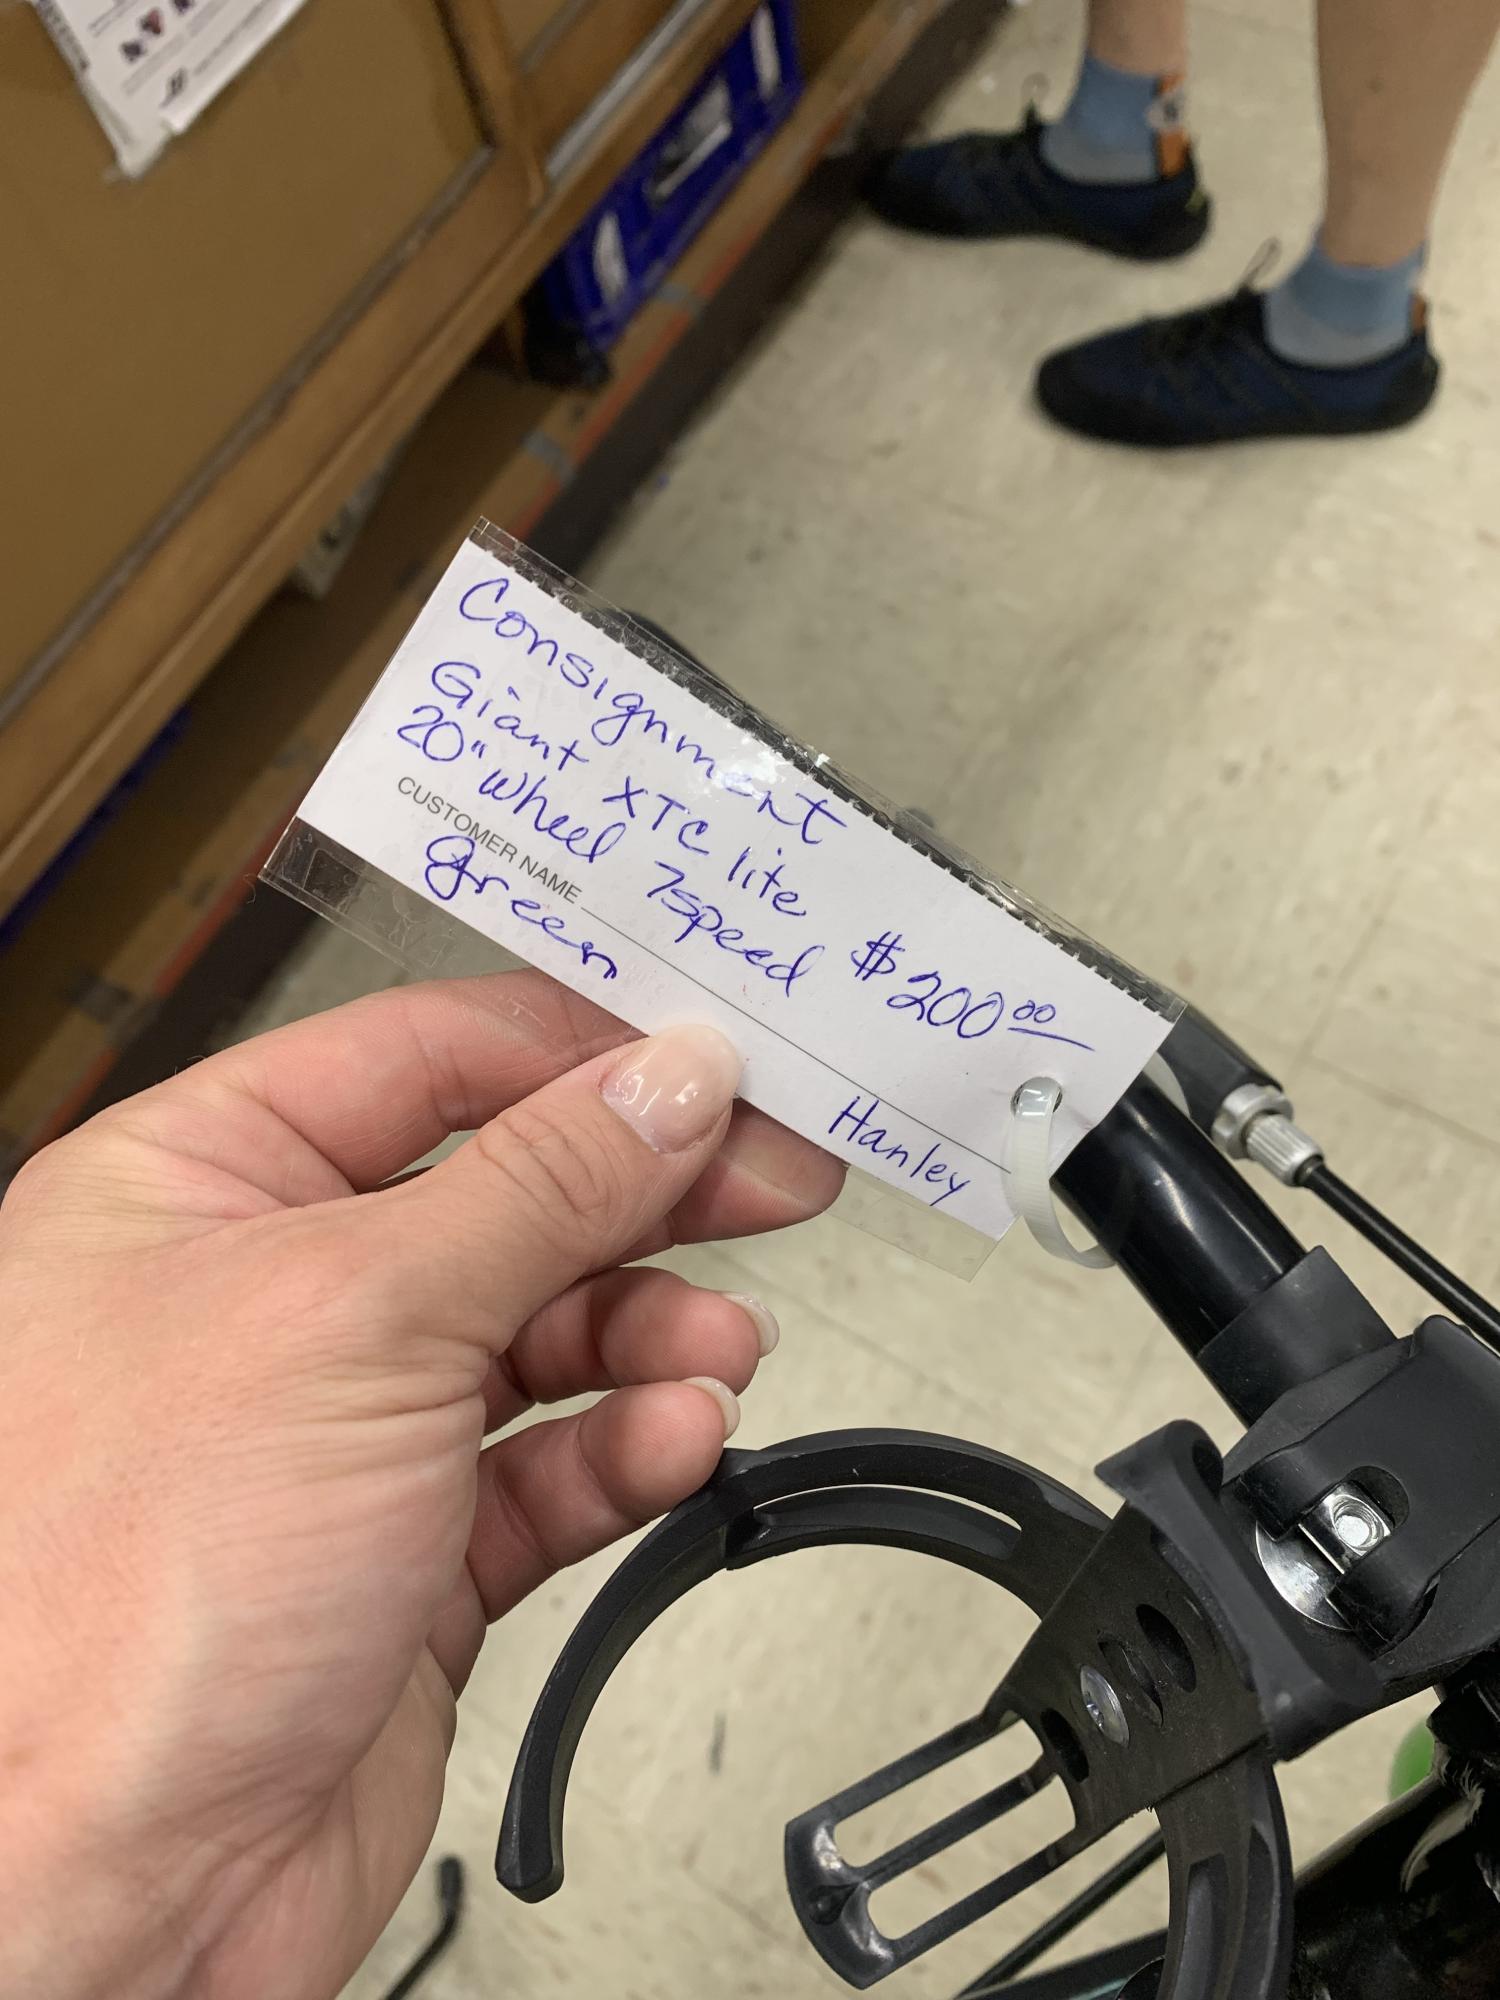 Consignment
Giant XTC lite
20" wheel 7speed $200.00
CUSTOMER NAME
green
Hanley